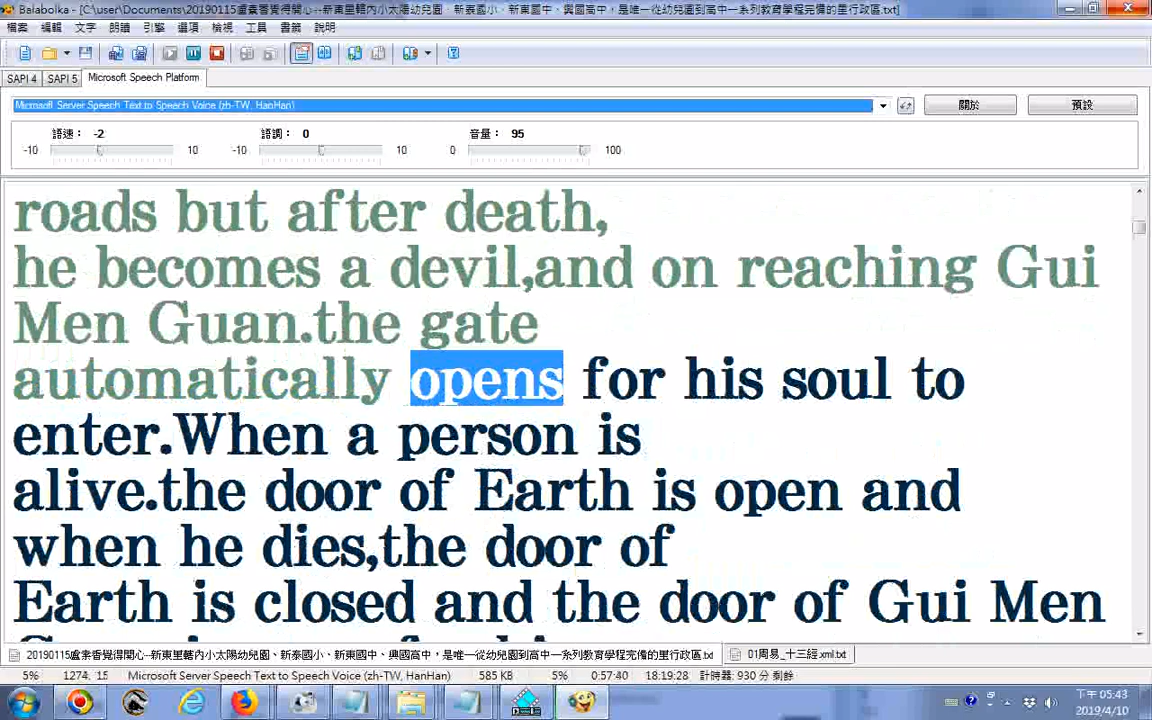 Balabolka - [C:\user\Documents\20190115盧素香覺得開心--新東里轄內小太陽幼兒園、新泰國小、新東國中、興國高中，是唯一從幼兒園到高中一系列教育學程完備的里行政區.txt]
檔案 編輯 文字 朗讀 引擎 選項 檢視 工具 書籤 說明
SAPI 4 SAPI 5 Microsoft Speech Platform
Microsoft Server Speech Text to Speech Voice (zh-TW, HanHan)
關於 預設
語速： -2 語調： 0 音量： 95
-10 10 -10 10 0 100
roads but after death,
he becomes a devil,and on reaching Gui
Men Guan.the gate
automatically opens for his soul to
enter.When a person is
alive.the door of Earth is open and
when he dies,the door of
Earth is closed and the door of Gui Men
20190115盧素香覺得開心--新東里轄內小太陽幼兒園、新泰國小、新東國中、興國高中，是唯一從幼兒園到高中一系列教育學程完備的里行政區.txt 01周易_十三經.xml.txt
5% 1274, 15 Microsoft Server Speech Text to Speech Voice (zh-TW, HanHan) 585 KB 5% 0:57:40 18:19:28 計時器: 930 分 剩餘
下午 05:43
2019/4/10